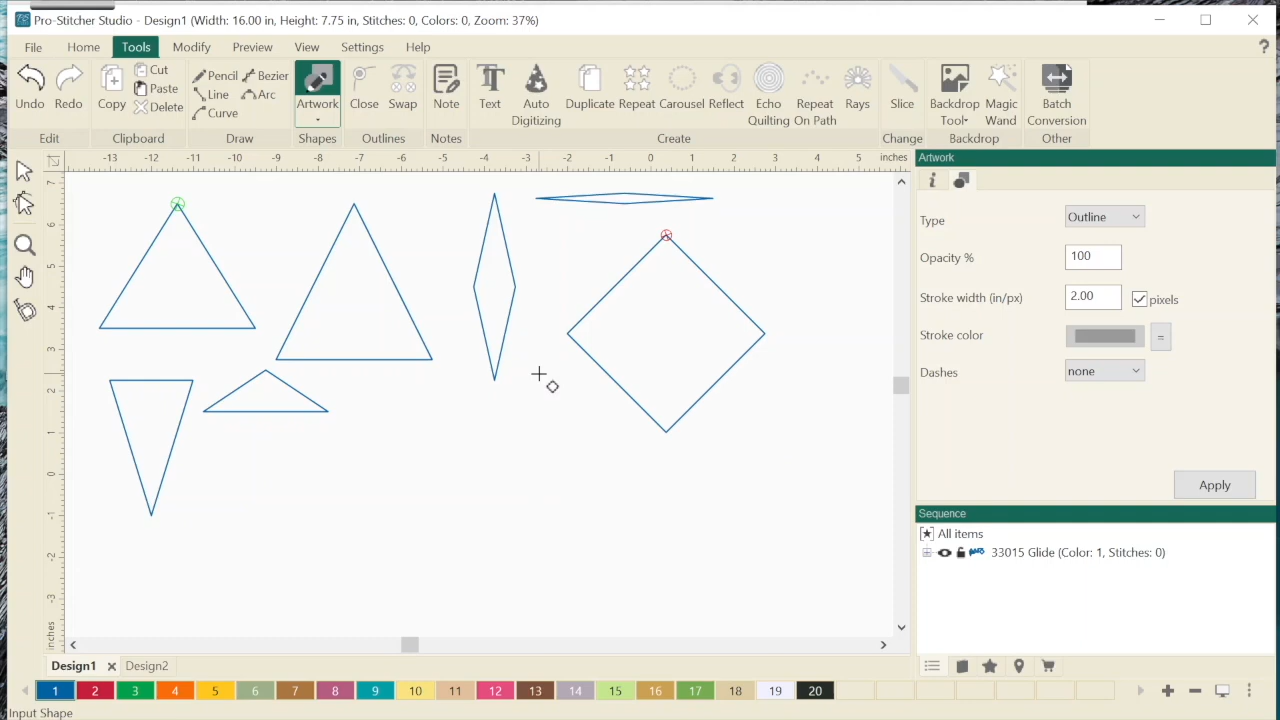 Pro-Stitcher Studio - Design1 (Width: 16.00 in, Height: 7.75 in, Stitches: 0, Colors: 0, Zoom: 37%)
File Home Tools Modify Preview View Settings Help ?
Undo Redo Copy Cut Paste Delete Pencil Line Curve Bezier Arc Artwork Close Swap Note Text Auto Digitizing Duplicate Repeat Carousel Reflect Echo Quilting Repeat On Path Rays Slice Backdrop Tool Magic Wand Batch Conversion
Edit Clipboard Draw Shapes Outlines Notes Create Change Backdrop Other
-13 -12 -11 -10 -9 -8 -7 -6 -5 -4 -3 -2 -1 0 1 2 3 4 5 inches
7
6
5
4
3
2
1
0
-1
-2
-3
inches
Artwork
Type Outline
Opacity % 100
Stroke width (in/px) 2.00 pixels
Stroke color =
Dashes none
Apply
Sequence
All items
33015 Glide (Color: 1, Stitches: 0)
Design1 Design2
1 2 3 4 5 6 7 8 9 10 11 12 13 14 15 16 17 18 19 20
Input Shape